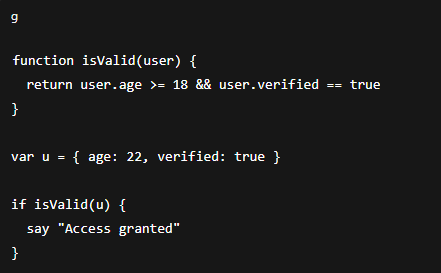 g
function isValid(user) {
  return user.age >= 18 && user.verified == true
}
var u = { age: 22, verified: true }
if isValid(u) {
  say "Access granted"
}